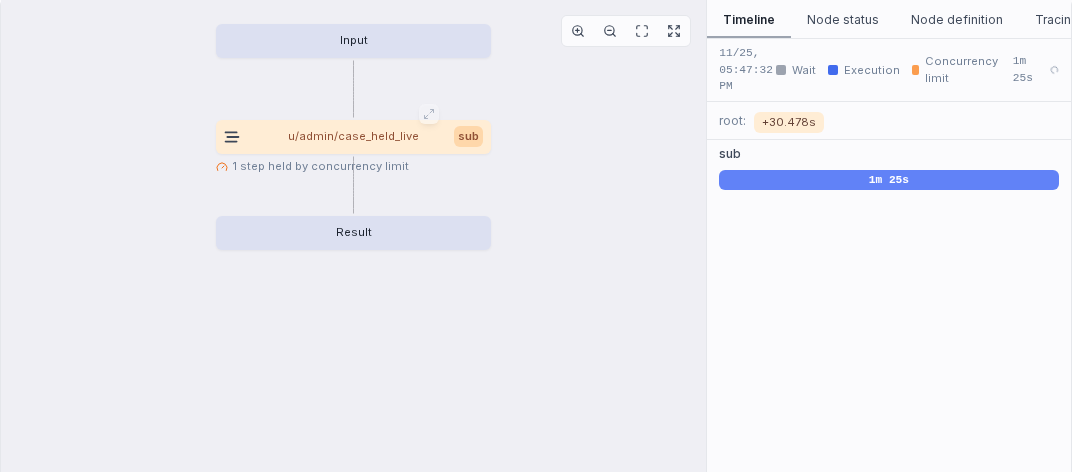 Input
u/admin/case_held_live
sub
1 step held by concurrency limit
Result
Timeline
Node status
Node definition
11/25,
05:47:32
PM
Wait
Execution
Concurrency
limit
1m
25s
root:
+30.478s
sub
1m 25s